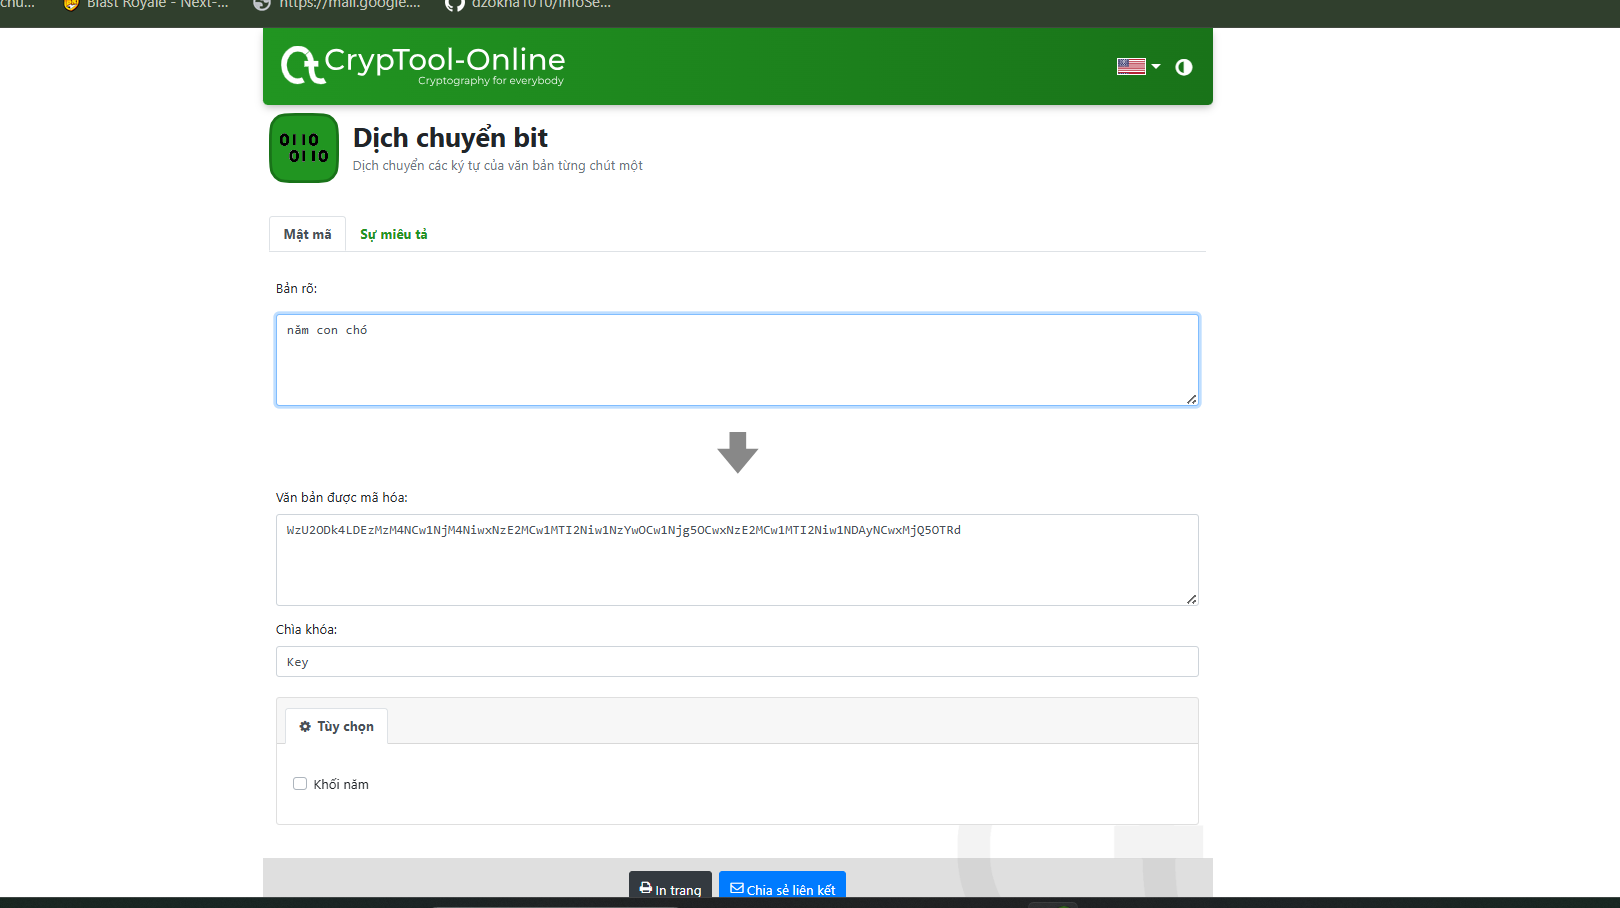 Blast Royale - Next-...
https://mail.google....
dzokha1010/InfoSe...
CrypTool-Online
Cryptography for everybody
0110
0110
Dịch chuyển bit
Dịch chuyển các ký tự của văn bản từng chút một
Mật mã
Sự miêu tả
Bản rõ:
năm con chó
Văn bản được mã hóa:
WzU2ODk4LDEzMzM4NCw1NjM4NiwxNzE2MCw1MTI2Niw1NzYwOCw1Njg5OCwxNzE2MCw1MTI2Niw1NDAyNCwxMjQ5OTRd
Chìa khóa:
Key
Tùy chọn
Khối năm
In trang
Chia sẻ liên kết